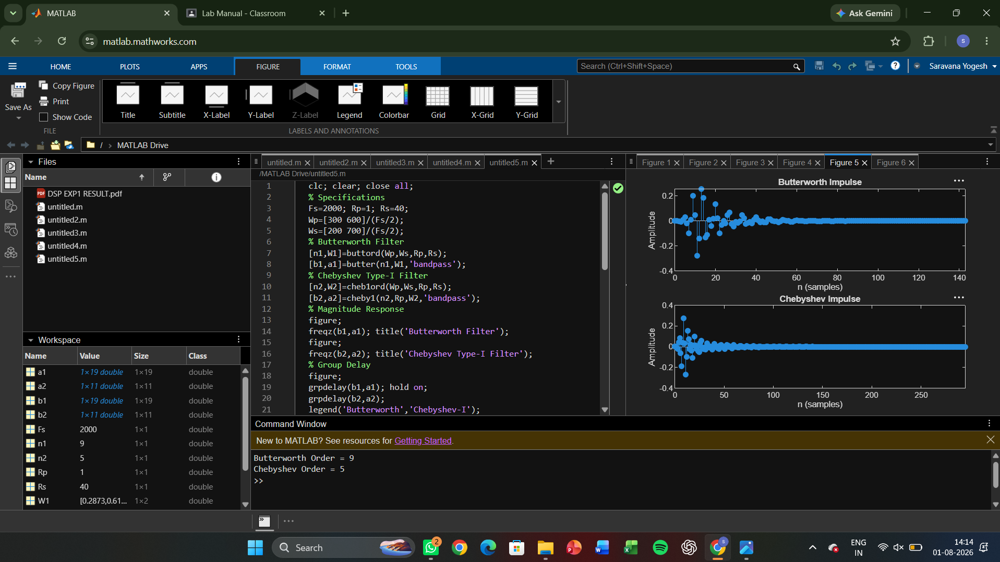 MATLAB
Lab Manual - Classroom
Ask Gemini
matlab.mathworks.com
S
HOME
PLOTS
APPS
FIGURE
FORMAT
TOOLS
Search (Ctrl+Shift+Space)
Saravana Yogesh
Save As
Copy Figure
Print
Show Code
FILE
Title
Subtitle
X-Label
Y-Label
Z-Label
Legend
Colorbar
Grid
X-Grid
Y-Grid
LABELS AND ANNOTATIONS
/ › MATLAB Drive
Files
Name
PDF DSP EXP1 RESULT.pdf
untitled.m
untitled2.m
untitled3.m
untitled4.m
untitled5.m
Workspace
Name Value Size Class
a1 1×19 double 1×19 double
a2 1×11 double 1×11 double
b1 1×19 double 1×19 double
b2 1×11 double 1×11 double
Fs 2000 1×1 double
n1 9 1×1 double
n2 5 1×1 double
Rp 1 1×1 double
Rs 40 1×1 double
W1 [0.2873,0.61... 1×2 double
untitled.m untitled2.m untitled3.m untitled4.m untitled5.m
/MATLAB Drive/untitled5.m
1 clc; clear; close all;
2 % Specifications
3 Fs=2000; Rp=1; Rs=40;
4 Wp=[300 600]/(Fs/2);
5 Ws=[200 700]/(Fs/2);
6 % Butterworth Filter
7 [n1,W1]=buttord(Wp,Ws,Rp,Rs);
8 [b1,a1]=butter(n1,W1,'bandpass');
9 % Chebyshev Type-I Filter
10 [n2,W2]=cheb1ord(Wp,Ws,Rp,Rs);
11 [b2,a2]=cheby1(n2,Rp,W2,'bandpass');
12 % Magnitude Response
13 figure;
14 freqz(b1,a1); title('Butterworth Filter');
15 figure;
16 freqz(b2,a2); title('Chebyshev Type-I Filter');
17 % Group Delay
18 figure;
19 grpdelay(b1,a1); hold on;
20 grpdelay(b2,a2);
21 legend('Butterworth','Chebyshev-I');
Figure 1 Figure 2 Figure 3 Figure 4 Figure 5 Figure 6
Butterworth Impulse
Amplitude
0.2
0
-0.2
-0.4
0 20 40 60 80 100 120 140
n (samples)
Chebyshev Impulse
Amplitude
0.4
0.2
0
-0.2
-0.4
0 50 100 150 200 250
n (samples)
Command Window
New to MATLAB? See resources for Getting Started.
Butterworth Order = 9
Chebyshev Order = 5
>>
Search
2
ENG
IN
14:14
01-08-2026